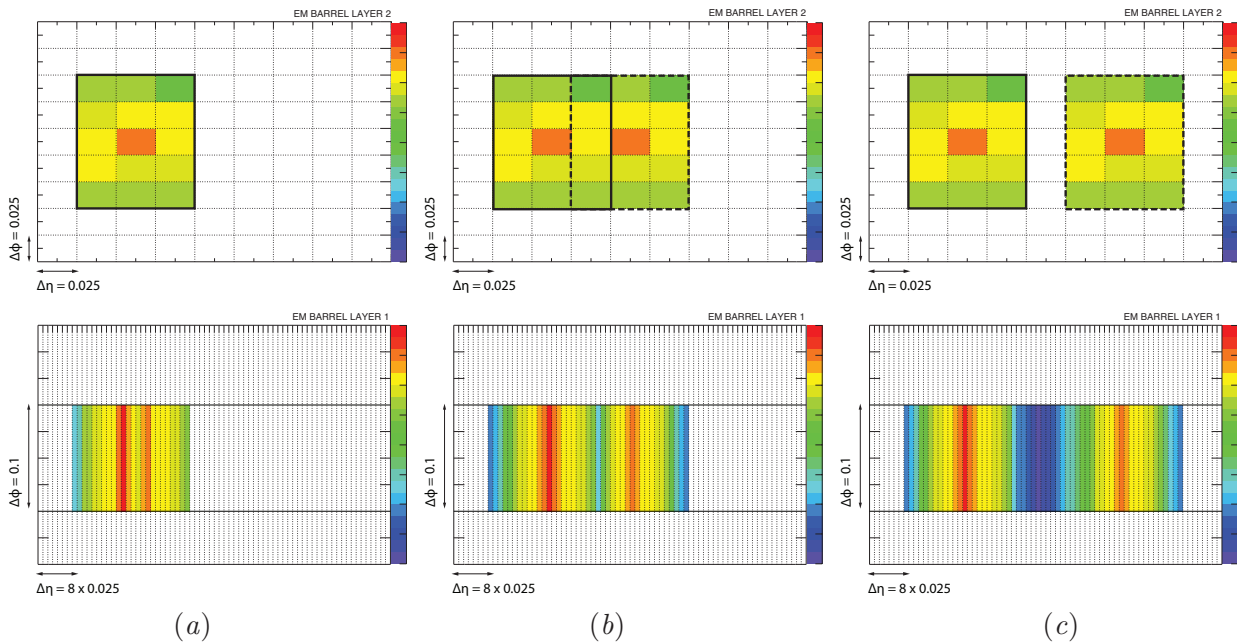 EM BARREL LAYER 2
Δϕ = 0.025
Δη = 0.025
EM BARREL LAYER 2
Δϕ = 0.025
Δη = 0.025
EM BARREL LAYER 2
Δϕ = 0.025
Δη = 0.025
EM BARREL LAYER 1
Δϕ = 0.1
Δη = 8 x 0.025
EM BARREL LAYER 1
Δϕ = 0.1
Δη = 8 x 0.025
EM BARREL LAYER 1
Δϕ = 0.1
Δη = 8 x 0.025
(a)
(b)
(c)